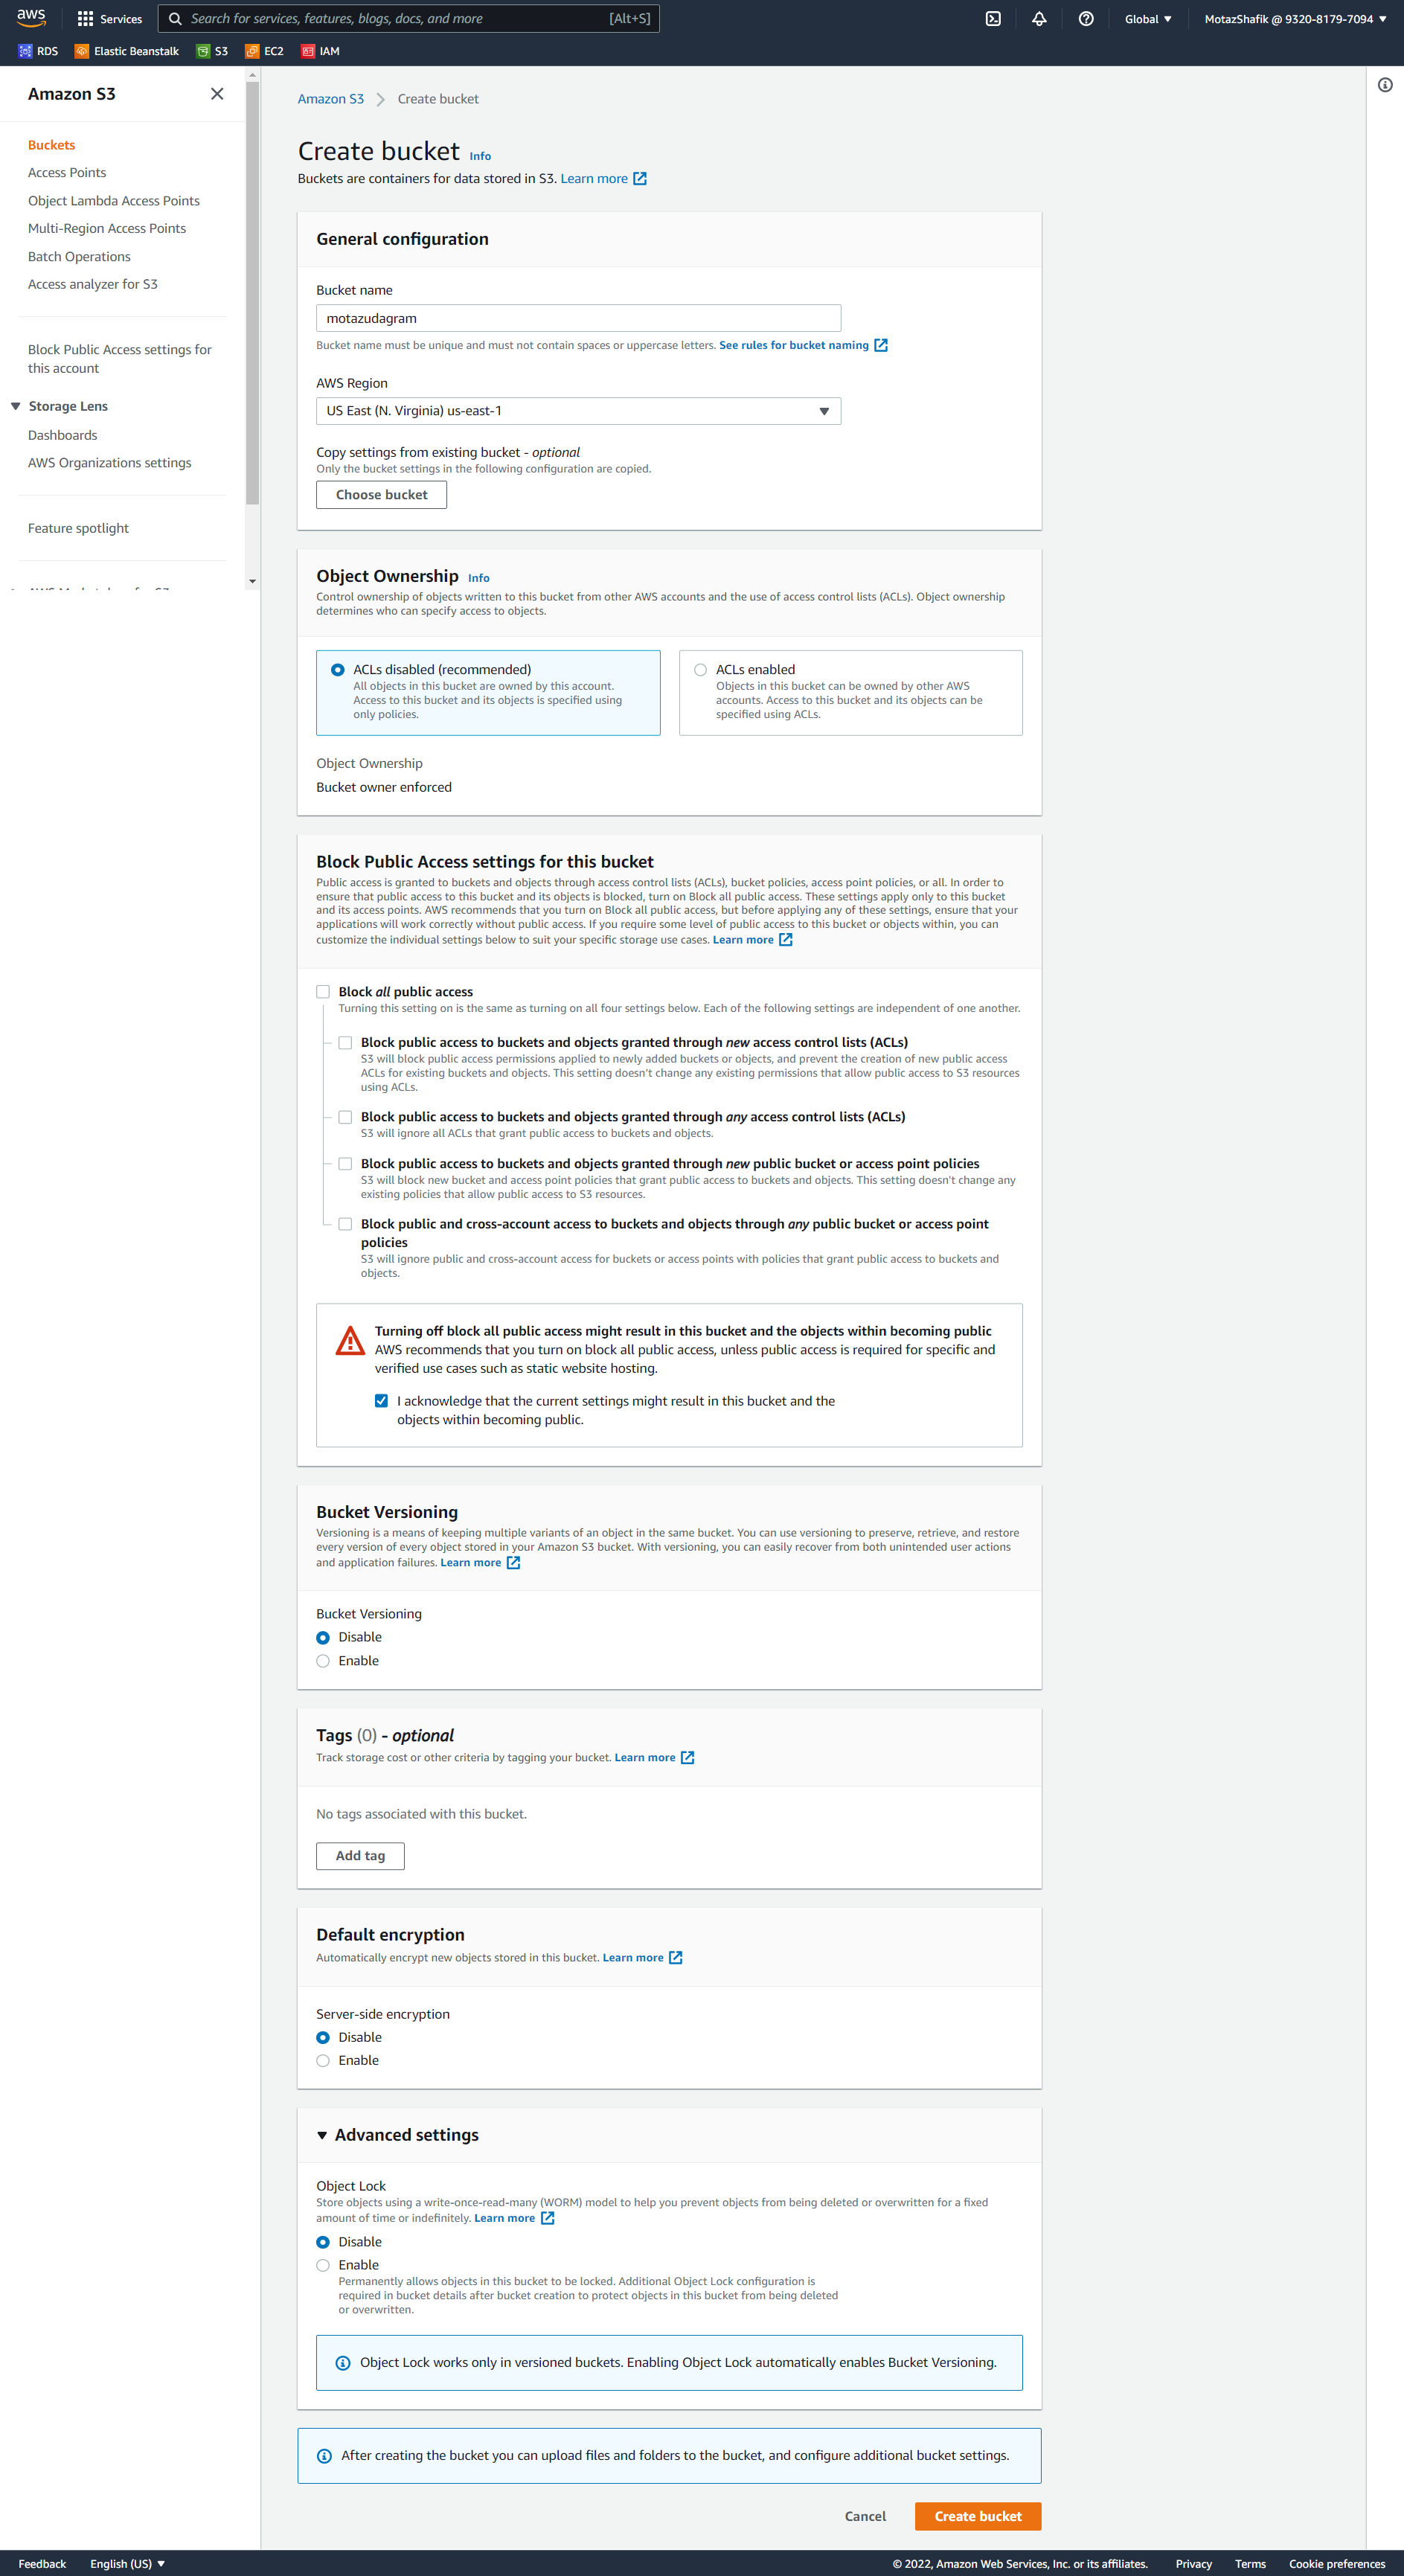 aws
Services
Search for services, features, blogs, docs, and more
[Alt+S]
Global
MotazShafik @ 9320-8179-7094
RDS
Elastic Beanstalk
S3
EC2
IAM
Amazon S3
Buckets
Access Points
Object Lambda Access Points
Multi-Region Access Points
Batch Operations
Access analyzer for S3
Block Public Access settings for
this account
Storage Lens
Dashboards
AWS Organizations settings
Feature spotlight
Amazon S3
Create bucket
Create bucket Info
Buckets are containers for data stored in S3. Learn more
General configuration
Bucket name
motazudagram
Bucket name must be unique and must not contain spaces or uppercase letters. See rules for bucket naming
AWS Region
US East (N. Virginia) us-east-1
Copy settings from existing bucket - optional
Only the bucket settings in the following configuration are copied.
Choose bucket
Object Ownership Info
Control ownership of objects written to this bucket from other AWS accounts and the use of access control lists (ACLs). Object ownership
determines who can specify access to objects.
ACLs disabled (recommended)
All objects in this bucket are owned by this account.
Access to this bucket and its objects is specified using
only policies.
ACLs enabled
Objects in this bucket can be owned by other AWS
accounts. Access to this bucket and its objects can be
specified using ACLs.
Object Ownership
Bucket owner enforced
Block Public Access settings for this bucket
Public access is granted to buckets and objects through access control lists (ACLs), bucket policies, access point policies, or all. In order to
ensure that public access to this bucket and its objects is blocked, turn on Block all public access. These settings apply only to this bucket
and its access points. AWS recommends that you turn on Block all public access, but before applying any of these settings, ensure that your
applications will work correctly without public access. If you require some level of public access to this bucket or objects within, you can
customize the individual settings below to suit your specific storage use cases. Learn more
Block all public access
Turning this setting on is the same as turning on all four settings below. Each of the following settings are independent of one another.
Block public access to buckets and objects granted through new access control lists (ACLs)
S3 will block public access permissions applied to newly added buckets or objects, and prevent the creation of new public access
ACLs for existing buckets and objects. This setting doesn't change any existing permissions that allow public access to S3 resources
using ACLs.
Block public access to buckets and objects granted through any access control lists (ACLs)
S3 will ignore all ACLs that grant public access to buckets and objects.
Block public access to buckets and objects granted through new public bucket or access point policies
S3 will block new bucket and access point policies that grant public access to buckets and objects. This setting doesn't change any
existing policies that allow public access to S3 resources.
Block public and cross-account access to buckets and objects through any public bucket or access point
policies
S3 will ignore public and cross-account access for buckets or access points with policies that grant public access to buckets and
objects.
Turning off block all public access might result in this bucket and the objects within becoming public
AWS recommends that you turn on block all public access, unless public access is required for specific and
verified use cases such as static website hosting.
I acknowledge that the current settings might result in this bucket and the
objects within becoming public.
Bucket Versioning
Versioning is a means of keeping multiple variants of an object in the same bucket. You can use versioning to preserve, retrieve, and restore
every version of every object stored in your Amazon S3 bucket. With versioning, you can easily recover from both unintended user actions
and application failures. Learn more
Bucket Versioning
Disable
Enable
Tags (0) - optional
Track storage cost or other criteria by tagging your bucket. Learn more
No tags associated with this bucket.
Add tag
Default encryption
Automatically encrypt new objects stored in this bucket. Learn more
Server-side encryption
Disable
Enable
Advanced settings
Object Lock
Store objects using a write-once-read-many (WORM) model to help you prevent objects from being deleted or overwritten for a fixed
amount of time or indefinitely. Learn more
Disable
Enable
Permanently allows objects in this bucket to be locked. Additional Object Lock configuration is
required in bucket details after bucket creation to protect objects in this bucket from being deleted
or overwritten.
Object Lock works only in versioned buckets. Enabling Object Lock automatically enables Bucket Versioning.
After creating the bucket you can upload files and folders to the bucket, and configure additional bucket settings.
Cancel
Create bucket
Feedback
English (US)
© 2022, Amazon Web Services, Inc. or its affiliates.
Privacy
Terms
Cookie preferences